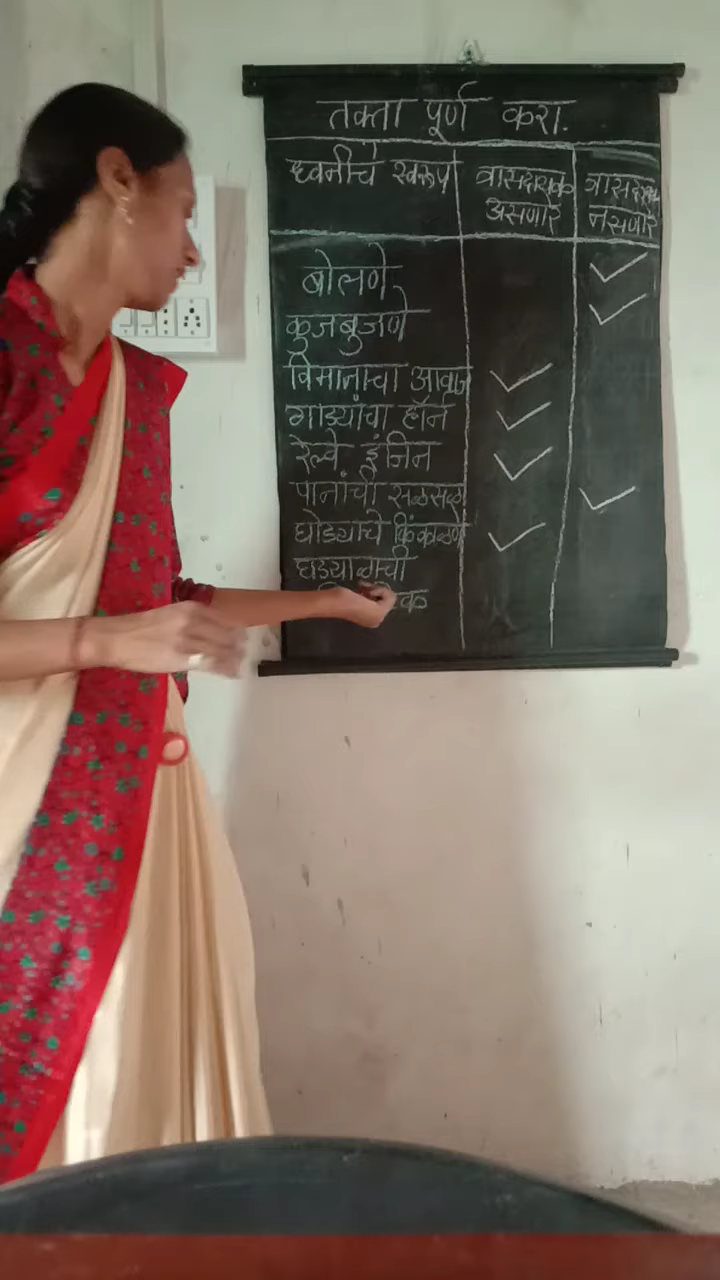 तक्ता पूर्ण करा.
ध्वनीचे स्वरूप त्रासदायक असणारे त्रासदायक नसणारे
बोलणे ✓
कुजबुजणे ✓
विमानाचा आवाज ✓
गाड्यांचा हॉर्न ✓
रेल्वे इंजिन ✓
पानांची सळसळ ✓
घोड्याचे किंकाळणे ✓
घड्याळाची